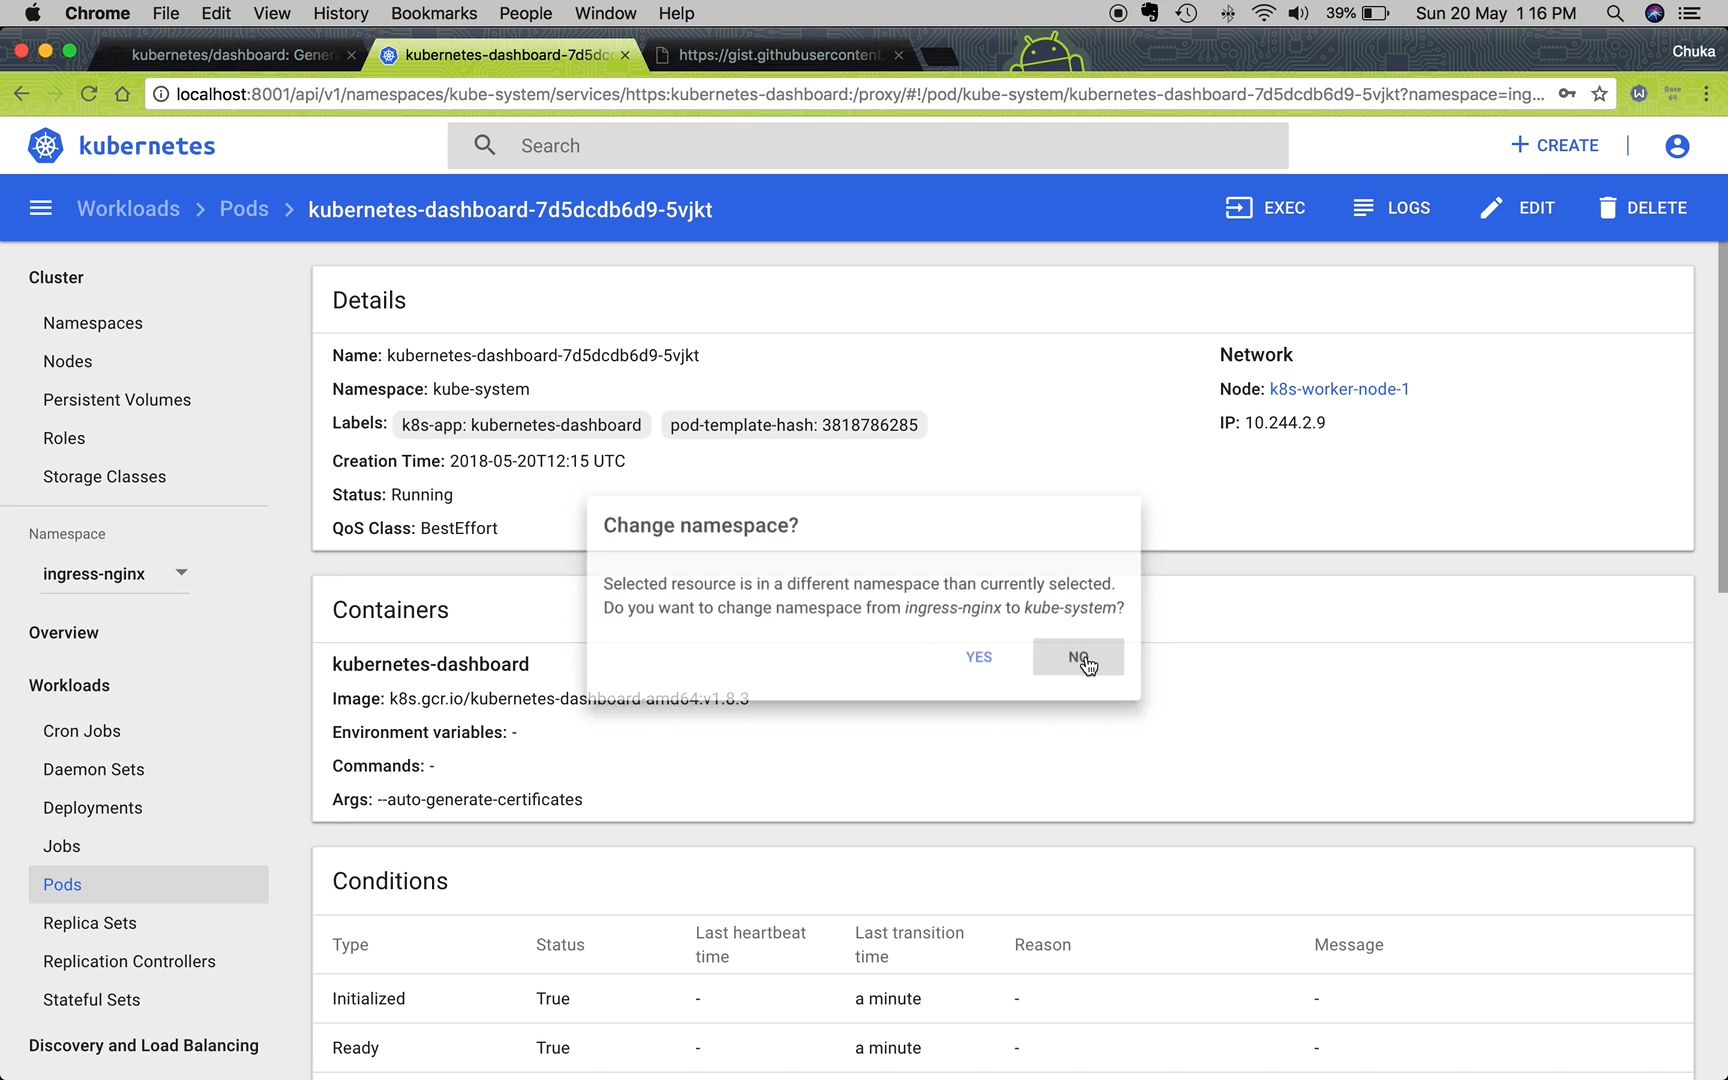 Chrome File Edit View History Bookmarks People Window Help 39% Sun 20 May 1 16 PM
kubernetes/dashboard: Gener kubernetes-dashboard-7d5dc https://gist.githubusercontent Chuka
localhost:8001/api/v1/namespaces/kube-system/services/https:kubernetes-dashboard:/proxy/#!/pod/kube-system/kubernetes-dashboard-7d5dcdb6d9-5vjkt?namespace=ing...
kubernetes Search + CREATE
Workloads > Pods > kubernetes-dashboard-7d5dcdb6d9-5vjkt EXEC LOGS EDIT DELETE
Cluster
Namespaces
Nodes
Persistent Volumes
Roles
Storage Classes
Namespace
ingress-nginx
Overview
Workloads
Cron Jobs
Daemon Sets
Deployments
Jobs
Pods
Replica Sets
Replication Controllers
Stateful Sets
Discovery and Load Balancing
Details
Name: kubernetes-dashboard-7d5dcdb6d9-5vjkt
Namespace: kube-system
Labels: k8s-app: kubernetes-dashboard pod-template-hash: 3818786285
Creation Time: 2018-05-20T12:15 UTC
Status: Running
QoS Class: BestEffort
Network
Node: k8s-worker-node-1
IP: 10.244.2.9
Change namespace?
Selected resource is in a different namespace than currently selected.
Do you want to change namespace from ingress-nginx to kube-system?
YES NO
Containers
kubernetes-dashboard
Image: k8s.gcr.io/kubernetes-dashboard-amd64:v1.8.3
Environment variables: -
Commands: -
Args: --auto-generate-certificates
Conditions
Type Status Last heartbeat time Last transition time Reason Message
Initialized True - a minute - -
Ready True - a minute - -